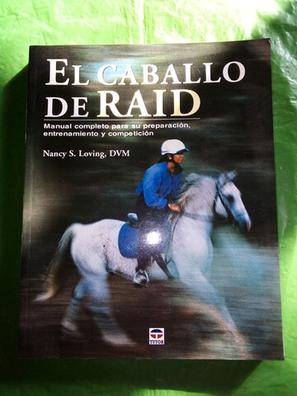 EL CABALLO
DE RAID
Manual completo para su preparación,
entrenamiento y competición
Nancy S. Loving, DVM
TUTOR